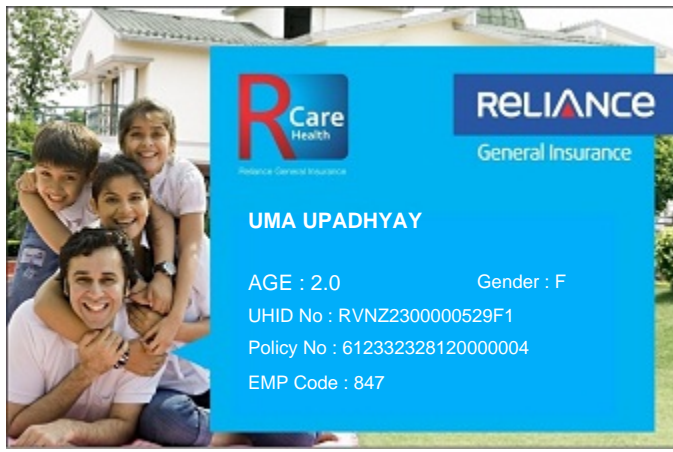 R Care
Health
Reliance General Insurance
RELIANCE
General Insurance
UMA UPADHYAY
AGE : 2.0 Gender : F
UHID No : RVNZ2300000529F1
Policy No : 612332328120000004
EMP Code : 847